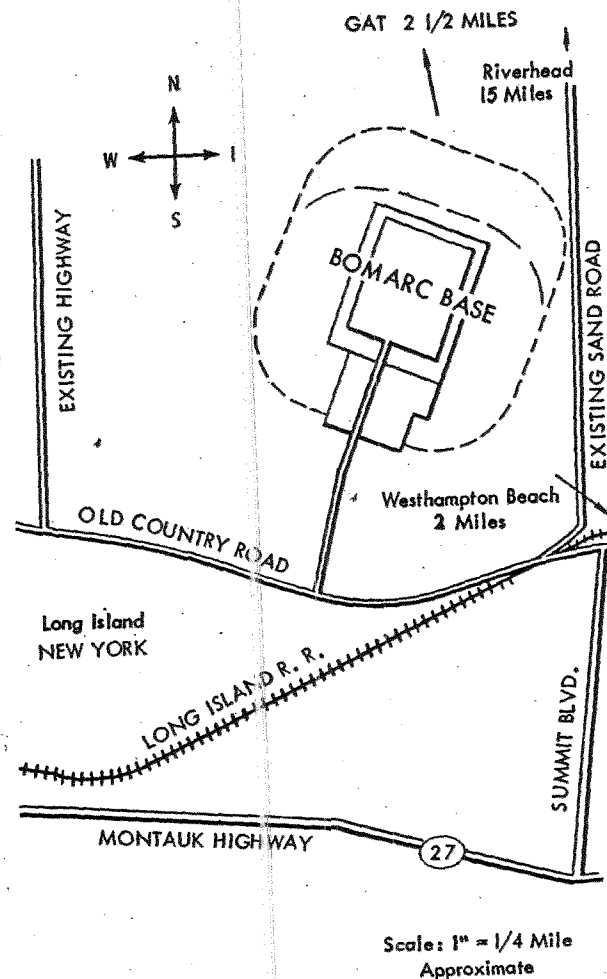 GAT 2 1/2 MILES
Riverhead
15 Miles
N
W I
S
EXISTING HIGHWAY
BOMARC BASE
EXISTING SAND ROAD
Westhampton Beach
2 Miles
OLD COUNTRY ROAD
Long Island
NEW YORK
LONG ISLAND R. R.
SUMMIT BLVD.
MONTAUK HIGHWAY
27
Scale: 1" = 1/4 Mile
Approximate